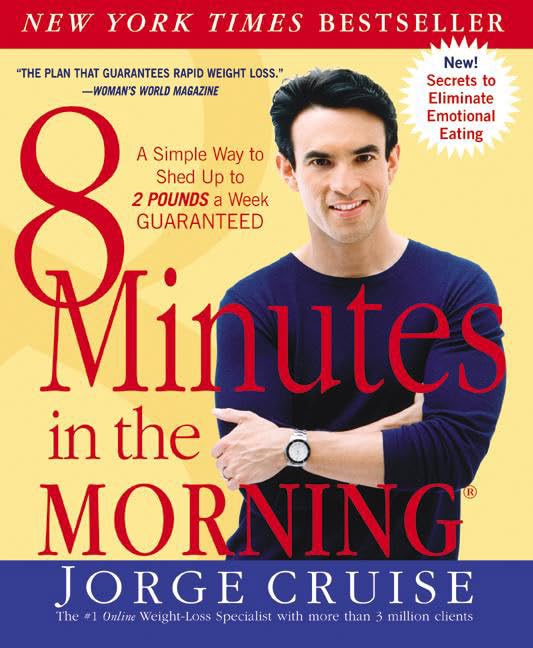 NEW YORK TIMES BESTSELLER
"THE PLAN THAT GUARANTEES RAPID WEIGHT LOSS."
—WOMAN'S WORLD MAGAZINE
New!
Secrets to
Eliminate
Emotional
Eating
A Simple Way to
Shed Up to
2 POUNDS a Week
GUARANTEED
8
Minutes
in the
MORNING®
JORGE CRUISE
The #1 Online Weight-Loss Specialist with more than 3 million clients